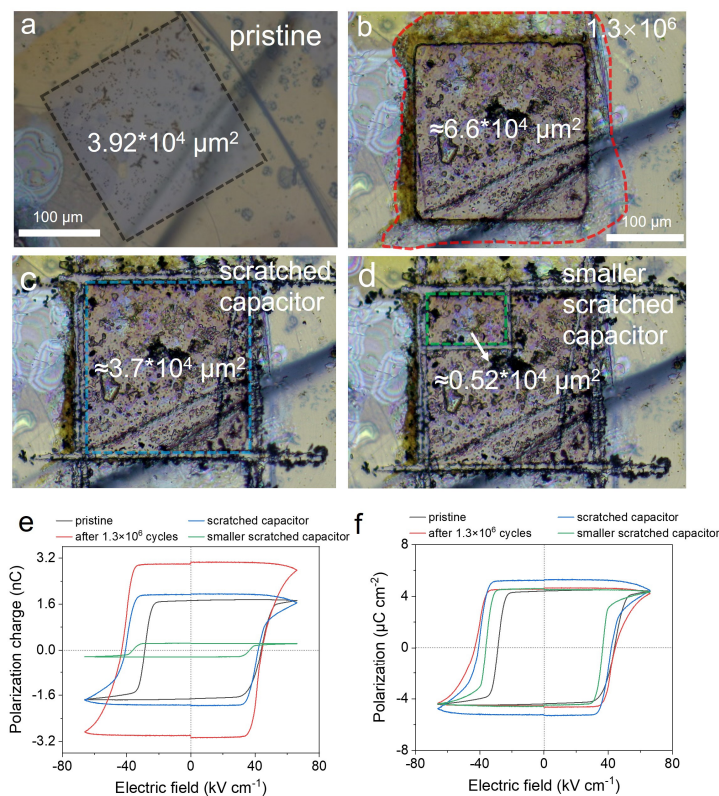 a
pristine
3.92*10⁴ μm²
100 μm
b
1.3×10⁶
≈6.6*10⁴ μm²
100 μm
c
scratched
capacitor
≈3.7*10⁴ μm²
d
smaller
scratched
capacitor
≈0.52*10⁴ μm²
e
pristine
scratched capacitor
after 1.3×10⁶ cycles
smaller scratched capacitor
Polarization charge (nC)
3.2
1.6
0.0
-1.6
-3.2
-80
-40
0
40
80
Electric field (kV cm⁻¹)
f
pristine
scratched capacitor
after 1.3×10⁶ cycles
smaller scratched capacitor
Polarization (μC cm⁻²)
8
4
0
-4
-8
-80
-40
0
40
80
Electric field (kV cm⁻¹)